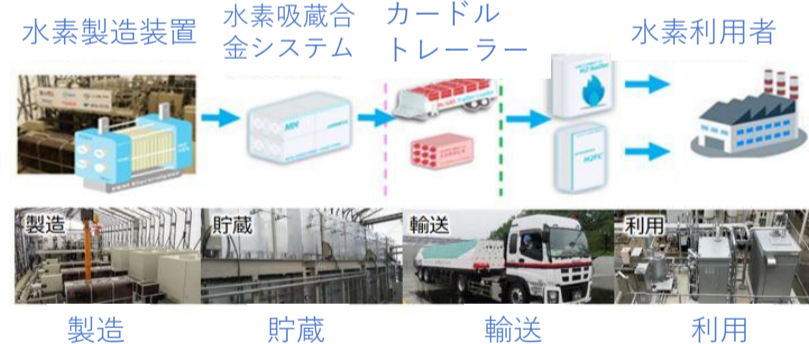 水素製造装置
水素吸蔵合
金システム
カードル
トレーラー
水素利用者
MH
H2FC
製造
貯蔵
輸送
利用
製造
貯蔵
輸送
利用